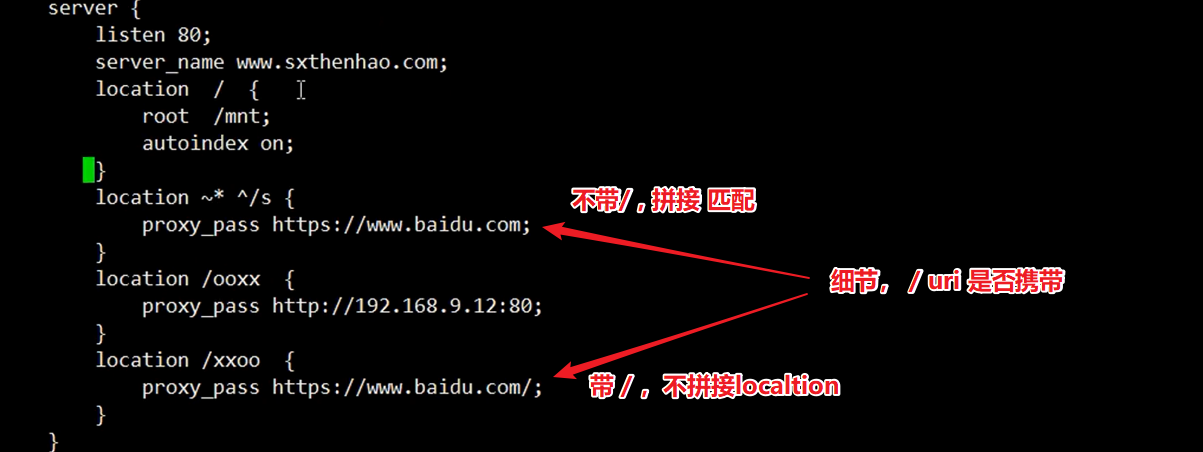 server {
listen 80;
server_name www.sxthenhao.com;
location / {
root /mnt;
autoindex on;
}
location ~* ^/s {
不带/，拼接 匹配
proxy_pass https://www.baidu.com;
}
location /ooxx {
细节， / uri 是否携带
proxy_pass http://192.168.9.12:80;
}
location /xxoo {
proxy_pass https://www.baidu.com/;
带 / ，不拼接localtion
}
}